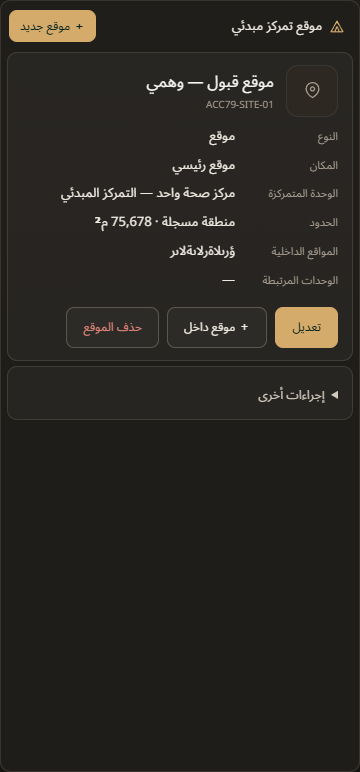 موقع تمركز مبدئي
+ موقع جديد
موقع قبول — وهمي
ACC79-SITE-01
النوع موقع
المكان موقع رئيسي
الوحدة المتمركزة مركز صحة واحد — التمركز المبدئي
الحدود منطقة مسجلة · 75,678 م²
المواقع الداخلية
الوحدات المرتبطة —
تعديل
+ موقع داخل
حذف الموقع
إجراءات أخرى